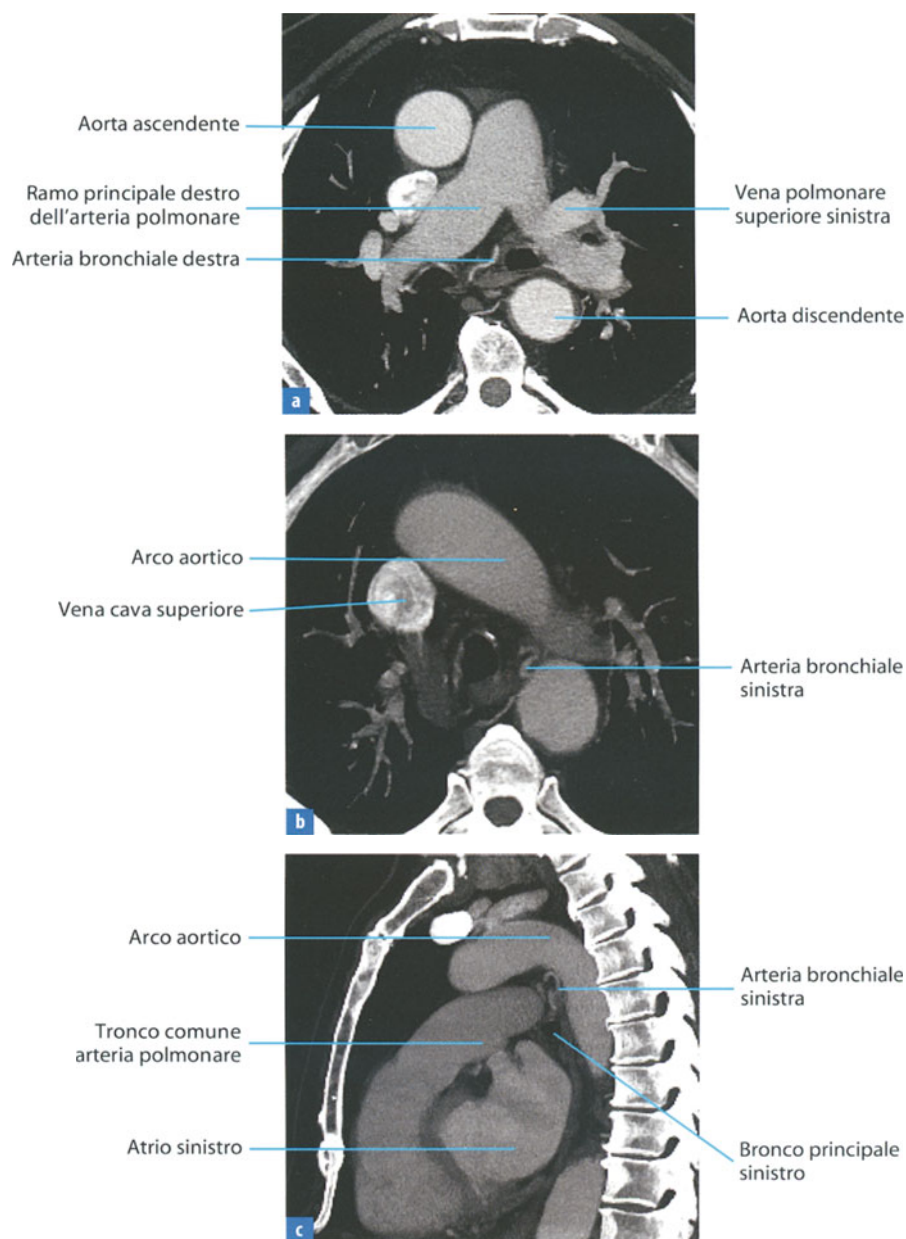 Aorta ascendente
Ramo principale destro
dell'arteria polmonare
Arteria bronchiale destra
Vena polmonare
superiore sinistra
Aorta discendente
a
Arco aortico
Vena cava superiore
Arteria bronchiale
sinistra
b
Arco aortico
Tronco comune
arteria polmonare
Atrio sinistro
Arteria bronchiale
sinistra
Bronco principale
sinistro
c